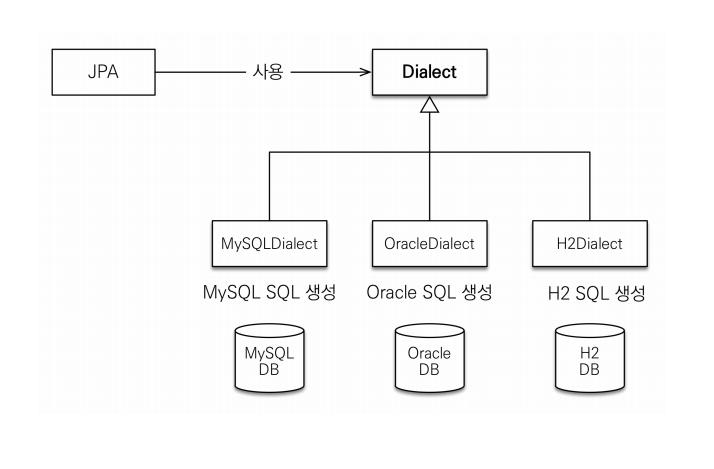 JPA
사용
Dialect
MySQLDialect
OracleDialect
H2Dialect
MySQL SQL 생성
Oracle SQL 생성
H2 SQL 생성
MySQL
DB
Oracle
DB
H2
DB